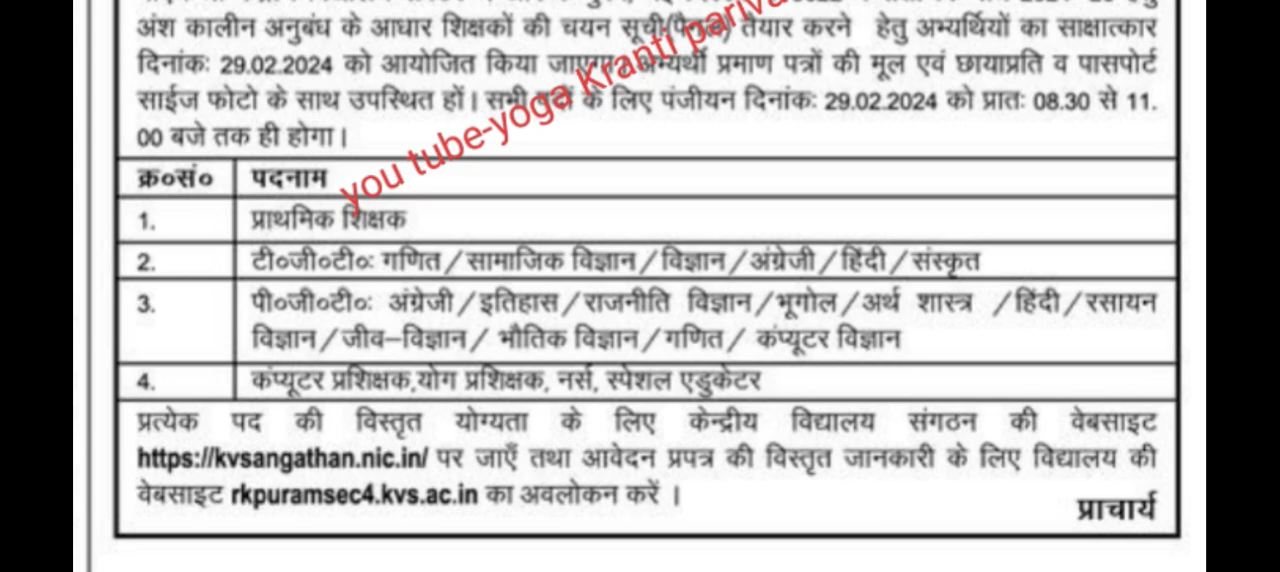 अंश कालीन अनुबंध के आधार शिक्षकों की चयन सूची(पैनल) तैयार करने हेतु अभ्यर्थियों का साक्षात्कार
दिनांकः 29.02.2024 को आयोजित किया अभ्यर्थी प्रमाण पत्रों की मूल एवं छायाप्रति व पासपोर्ट
साईज फोटो के साथ उपस्थित हों। सभी पदों के लिए पंजीयन दिनांकः 29.02.2024 को प्रातः 08.30 से 11.
00 बजे तक ही होगा।
you tube-yoga Kranti pariva
क्र०सं० पदनाम
1. प्राथमिक शिक्षक
2. टी०जी०टी०ः गणित/सामाजिक विज्ञान/विज्ञान/अंग्रेजी/हिंदी/संस्कृत
3. पी०जी०टी०ः अंग्रेजी/इतिहास/राजनीति विज्ञान/भूगोल/अर्थ शास्त्र /हिंदी/रसायन
विज्ञान/जीव–विज्ञान/ भौतिक विज्ञान/गणित/ कंप्यूटर विज्ञान
4. कंप्यूटर प्रशिक्षक,योग प्रशिक्षक, नर्स, स्पेशल एडुकेटर
प्रत्येक पद की विस्तृत योग्यता के लिए केन्द्रीय विद्यालय संगठन की वेबसाइट
https://kvsangathan.nic.in/ पर जाएँ तथा आवेदन प्रपत्र की विस्तृत जानकारी के लिए विद्यालय की
वेबसाइट rkpuramsec4.kvs.ac.in का अवलोकन करें ।
प्राचार्य